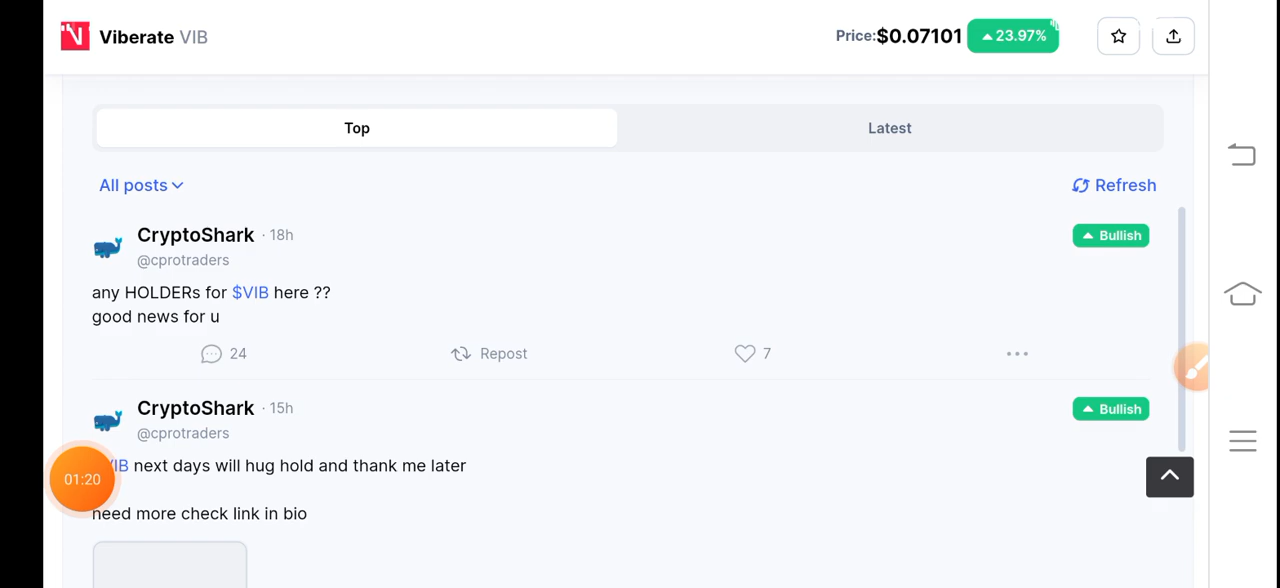 Viberate VIB
Price:$0.07101 23.97%
Top
Latest
All posts
Refresh
CryptoShark · 18h
Bullish
@cprotraders
any HOLDERs for $VIB here ??
good news for u
24
Repost
7
CryptoShark · 15h
Bullish
@cprotraders
IB next days will hug hold and thank me later
01:20
need more check link in bio